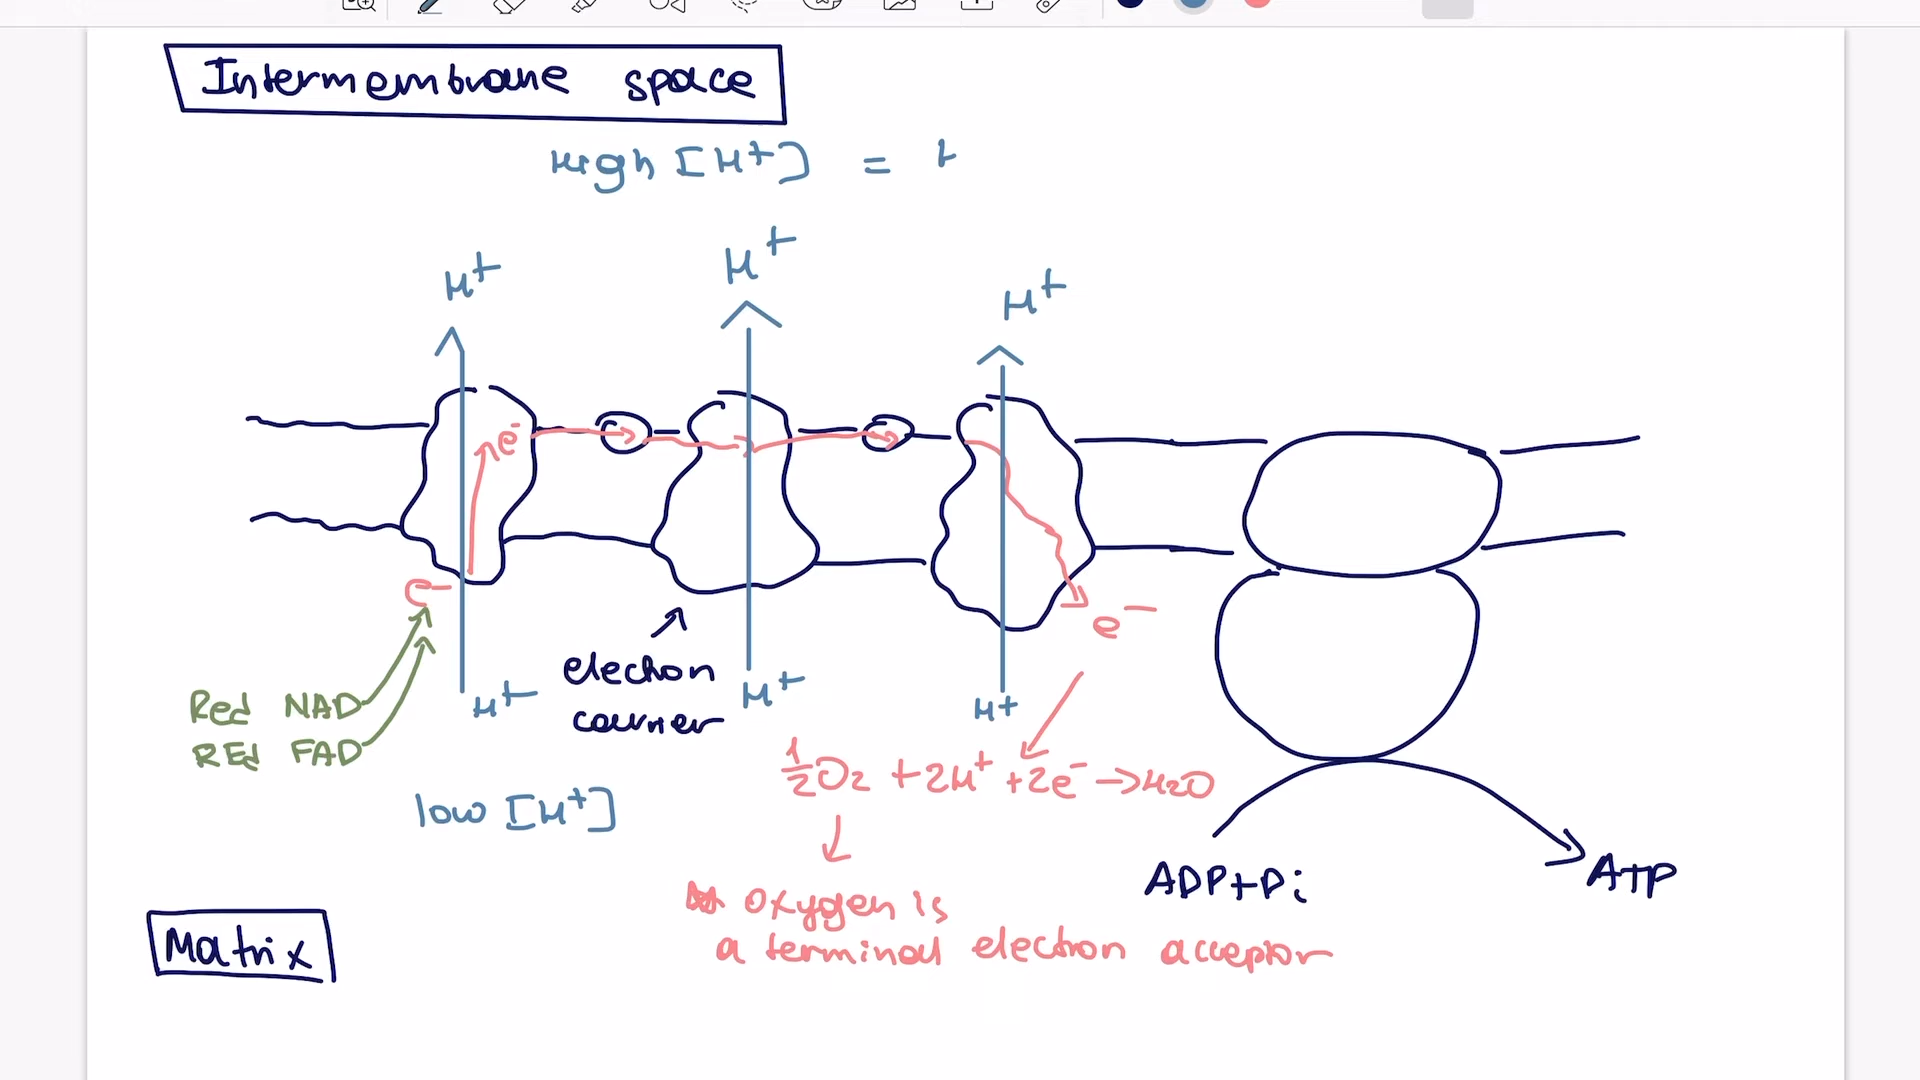 Intermembrane space
High [H+] =
H+
H+
H+
e-
e-
e-
electron
carrier
Red NAD
REd FAD
H+
H+
H+
low [H+]
½O2 + 2H+ + 2e- → H2O
oxygen is
a terminal electron acceptor
ADP+Pi
ATP
Matrix